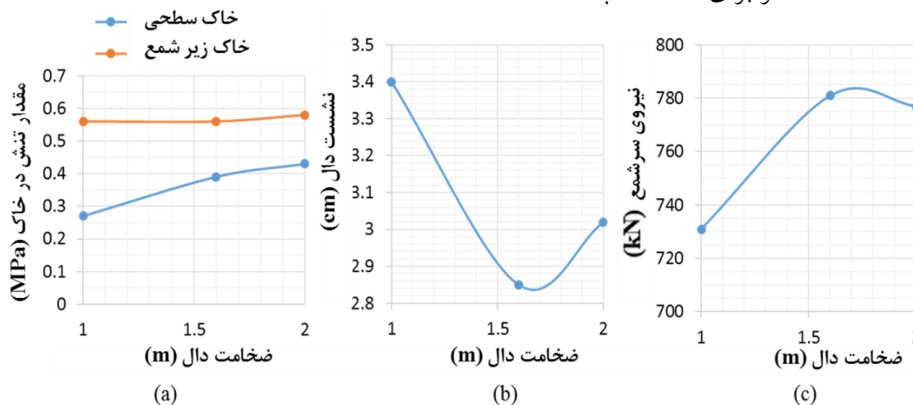 خاک سطحی
خاک زیر شمع
مقدار تنش در خاک (MPa)
0.7
0.6
0.5
0.4
0.3
0.2
0.1
0
1
1.5
2
ضخامت دال (m)
(a)
نشست دال (cm)
3.5
3.4
3.3
3.2
3.1
3
2.9
2.8
1
1.5
2
ضخامت دال (m)
(b)
نیروی سرشمع (kN)
800
780
760
740
720
700
1
1.5
ضخامت دال (m)
(c)